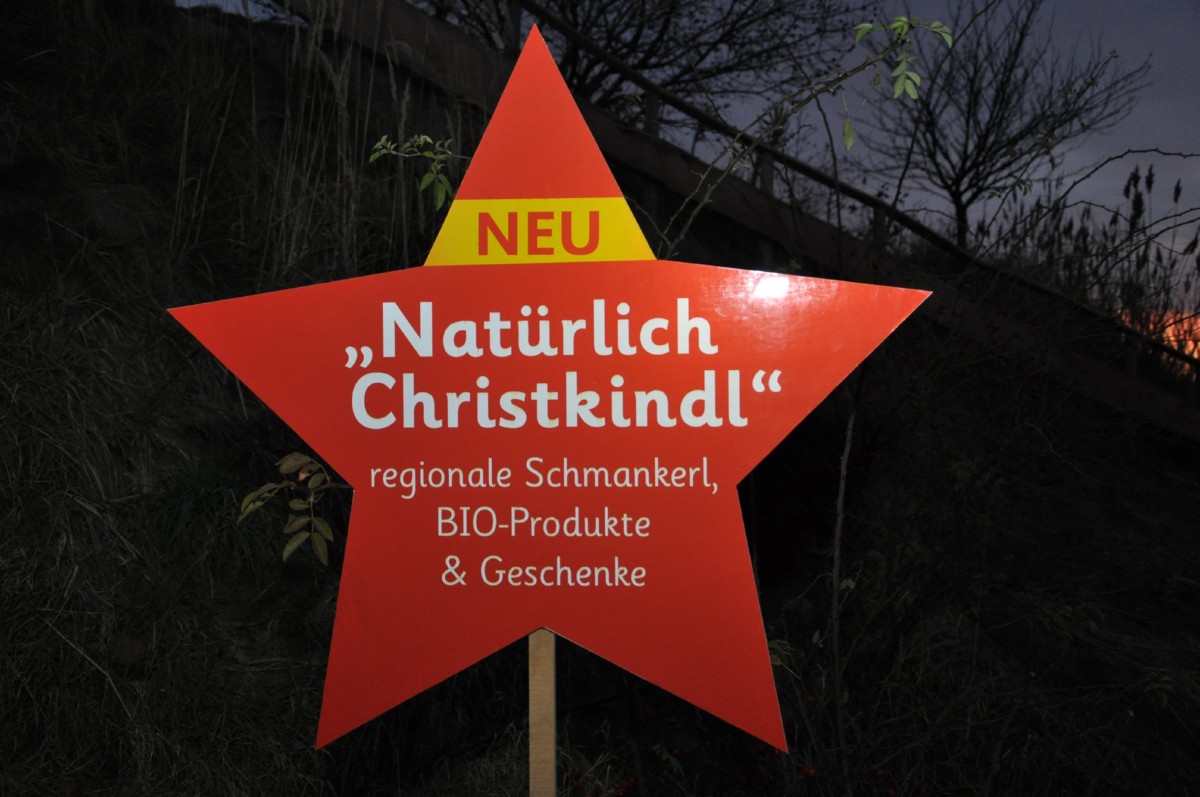 NEU
„Natürlich
Christkindl“
regionale Schmankerl,
BIO-Produkte
& Geschenke